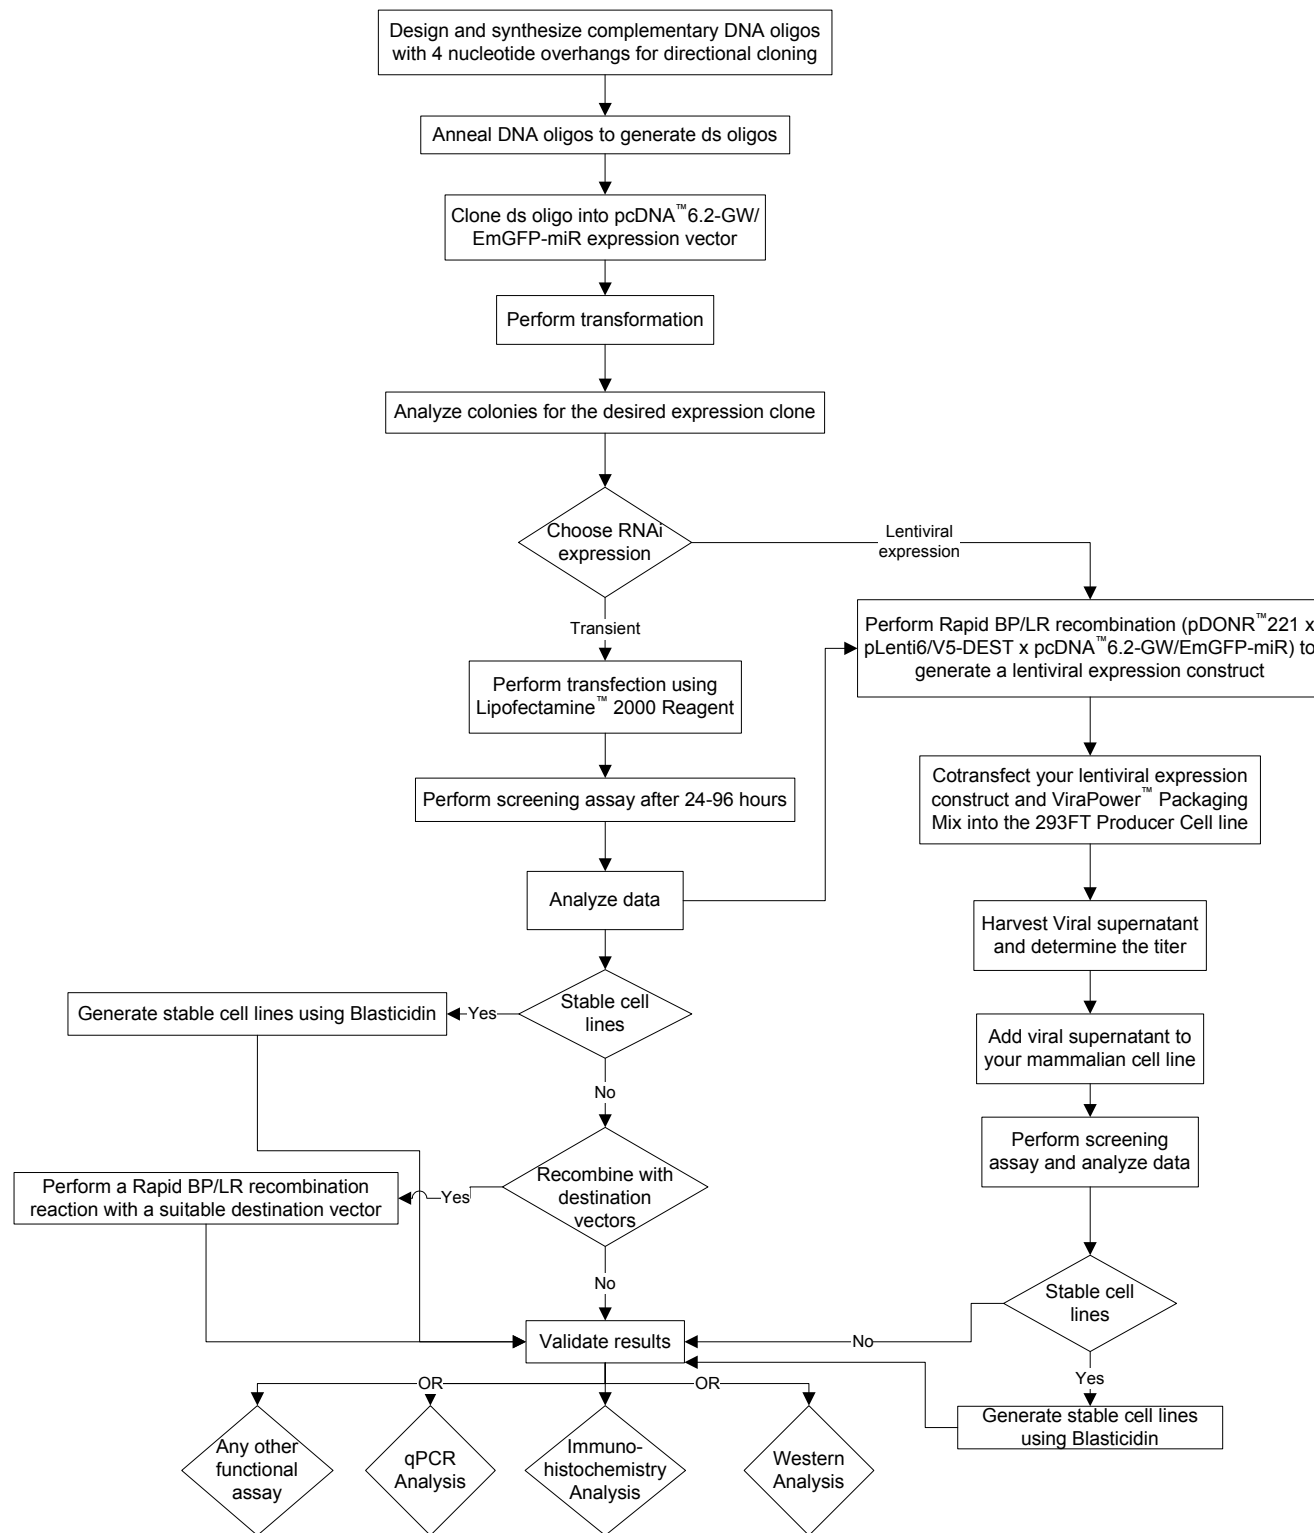 Design and synthesize complementary DNA oligos
with 4 nucleotide overhangs for directional cloning
Anneal DNA oligos to generate ds oligos
Clone ds oligo into pcDNA™6.2-GW/
EmGFP-miR expression vector
Perform transformation
Analyze colonies for the desired expression clone
Choose RNAi
expression
Lentiviral
expression
Transient
Perform Rapid BP/LR recombination (pDONR™221 x
pLenti6/V5-DEST x pcDNA™6.2-GW/EmGFP-miR) to
generate a lentiviral expression construct
Perform transfection using
Lipofectamine™ 2000 Reagent
Perform screening assay after 24-96 hours
Cotransfect your lentiviral expression
construct and ViraPower™ Packaging
Mix into the 293FT Producer Cell line
Analyze data
Harvest Viral supernatant
and determine the titer
Stable cell
lines
Yes
Generate stable cell lines using Blasticidin
No
Add viral supernatant to
your mammalian cell line
Perform screening
assay and analyze data
Recombine with
destination
vectors
Yes
Perform a Rapid BP/LR recombination
reaction with a suitable destination vector
No
Stable cell
lines
No
Yes
Validate results
Generate stable cell lines
using Blasticidin
OR
OR
Any other
functional
assay
qPCR
Analysis
Immuno-
histochemistry
Analysis
Western
Analysis